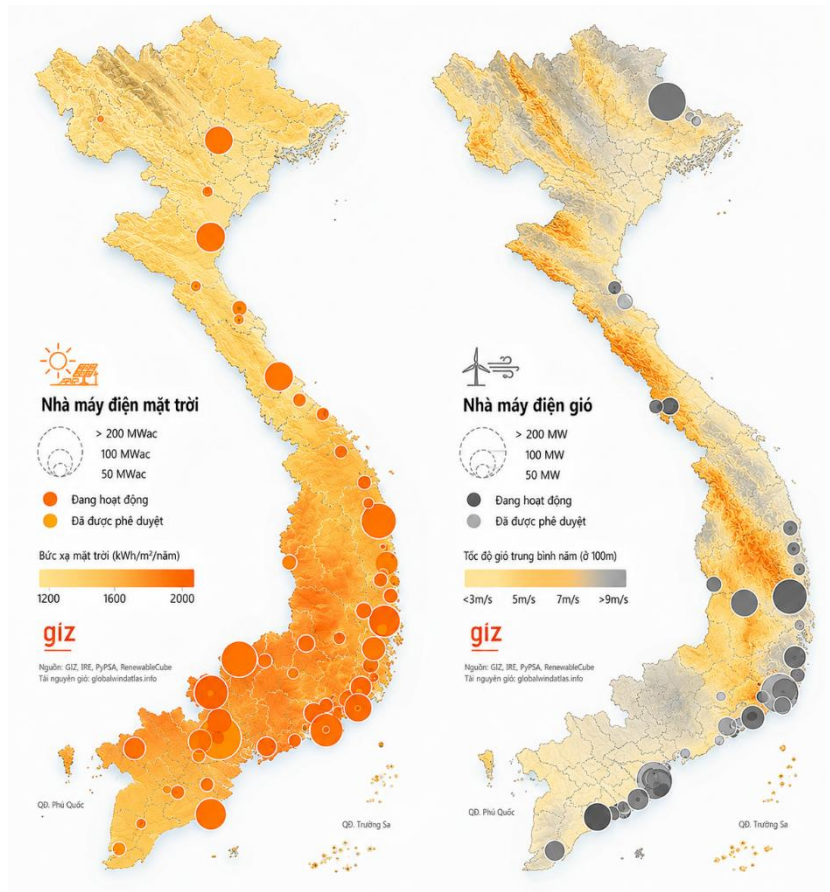 Nhà máy điện mặt trời
> 200 MWac
100 MWac
50 MWac
Đang hoạt động
Đã được phê duyệt
Bức xạ mặt trời (kWh/m²/năm)
1200 1600 2000
giz
Nguồn: GIZ, IRE, PyPSA, RenewableCube
Tài nguyên gió: globalwindatlas.info
QĐ. Phú Quốc
QĐ. Trường Sa
Nhà máy điện gió
> 200 MW
100 MW
50 MW
Đang hoạt động
Đã được phê duyệt
Tốc độ gió trung bình năm (ở 100m)
<3m/s 5m/s 7m/s >9m/s
giz
Nguồn: GIZ, IRE, PyPSA, RenewableCube
Tài nguyên gió: globalwindatlas.info
QĐ. Phú Quốc
QĐ. Trường Sa